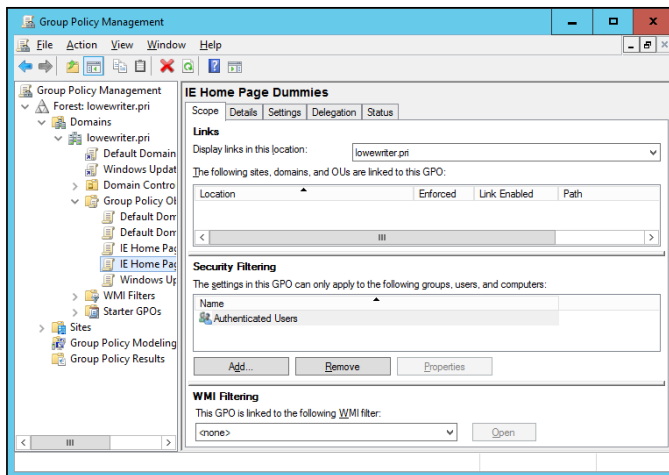 Group Policy Management
File Action View Window Help
Group Policy Management
Forest: lowewriter.pri
Domains
lowewriter.pri
Default Domain
Windows Updat
Domain Contro
Group Policy Ob
Default Dom
Default Dom
IE Home Pag
IE Home Pag
Windows Up
WMI Filters
Starter GPOs
Sites
Group Policy Modeling
Group Policy Results
IE Home Page Dummies
Scope Details Settings Delegation Status
Links
Display links in this location: lowewriter.pri
The following sites, domains, and OUs are linked to this GPO:
Location Enforced Link Enabled Path
Security Filtering
The settings in this GPO can only apply to the following groups, users, and computers:
Name
Authenticated Users
Add... Remove Properties
WMI Filtering
This GPO is linked to the following WMI filter:
<none> Open